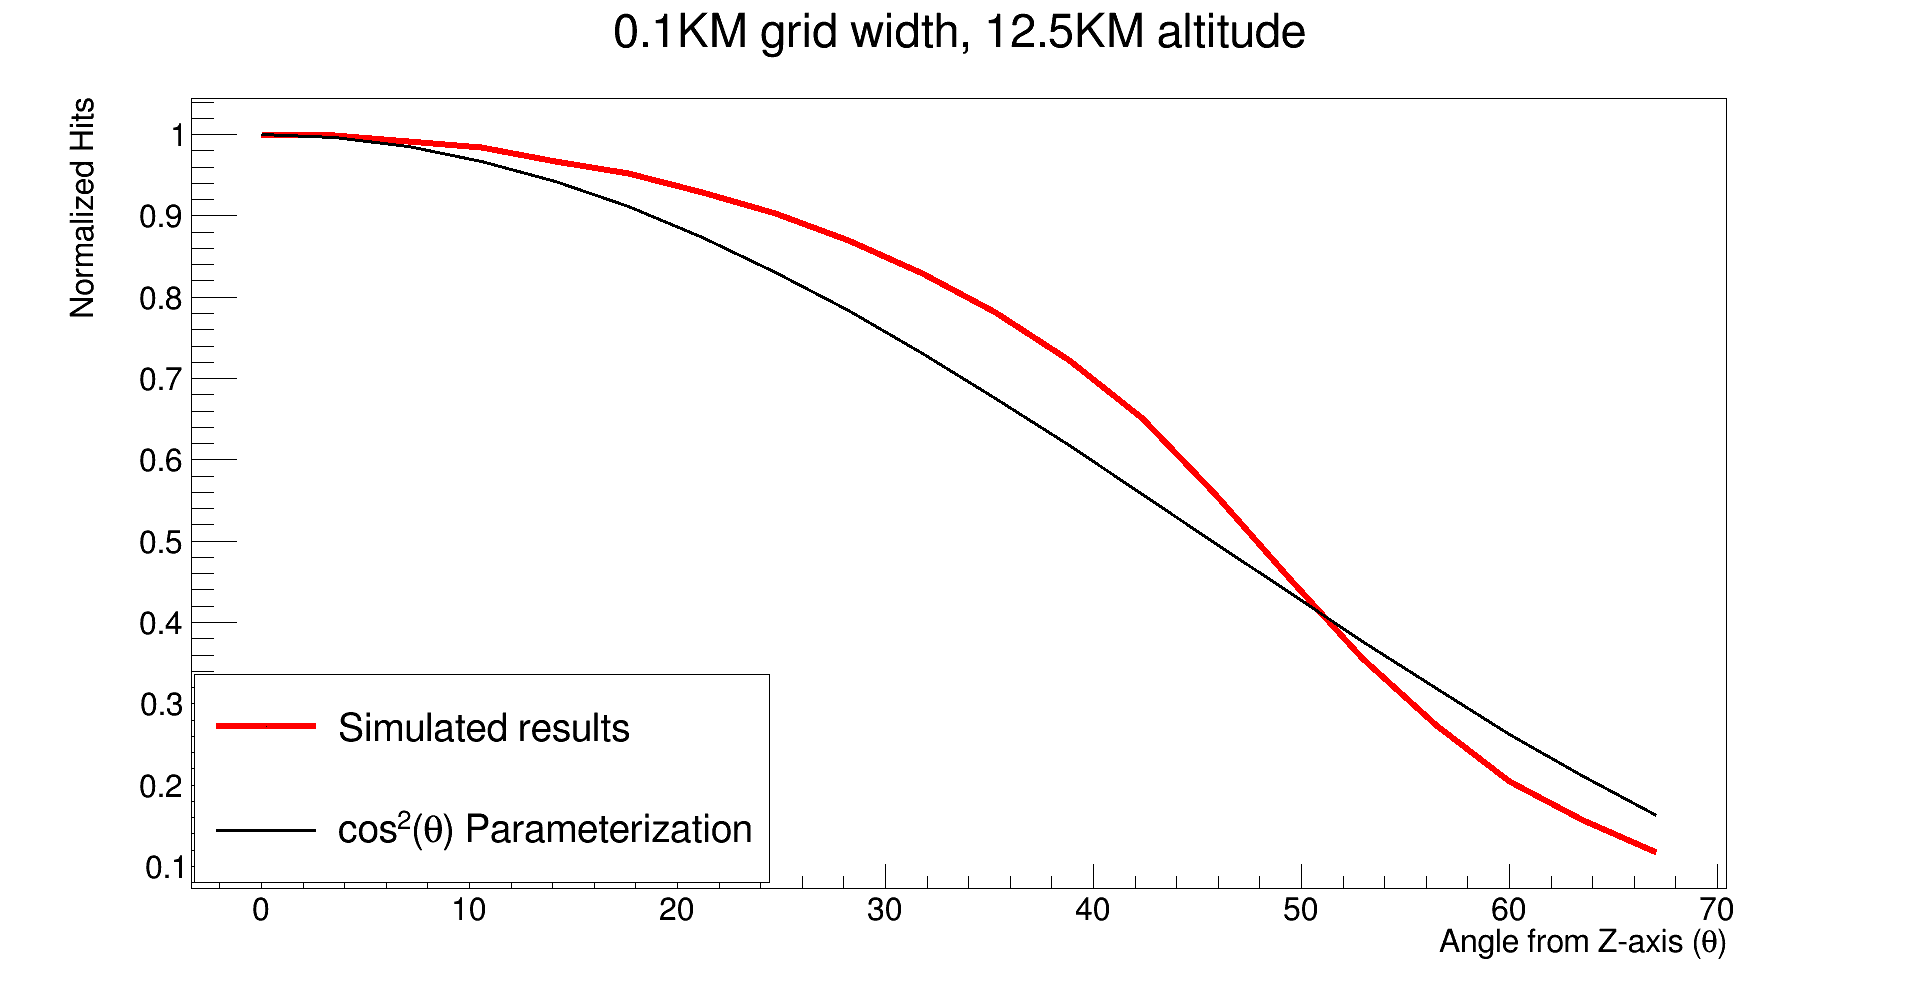 0.1KM grid width, 12.5KM altitude
Normalized Hits
1
0.9
0.8
0.7
0.6
0.5
0.4
0.3
0.2
0.1
Simulated results
cos²(θ) Parameterization
0 10 20 30 40 50 60 70
Angle from Z-axis (θ)